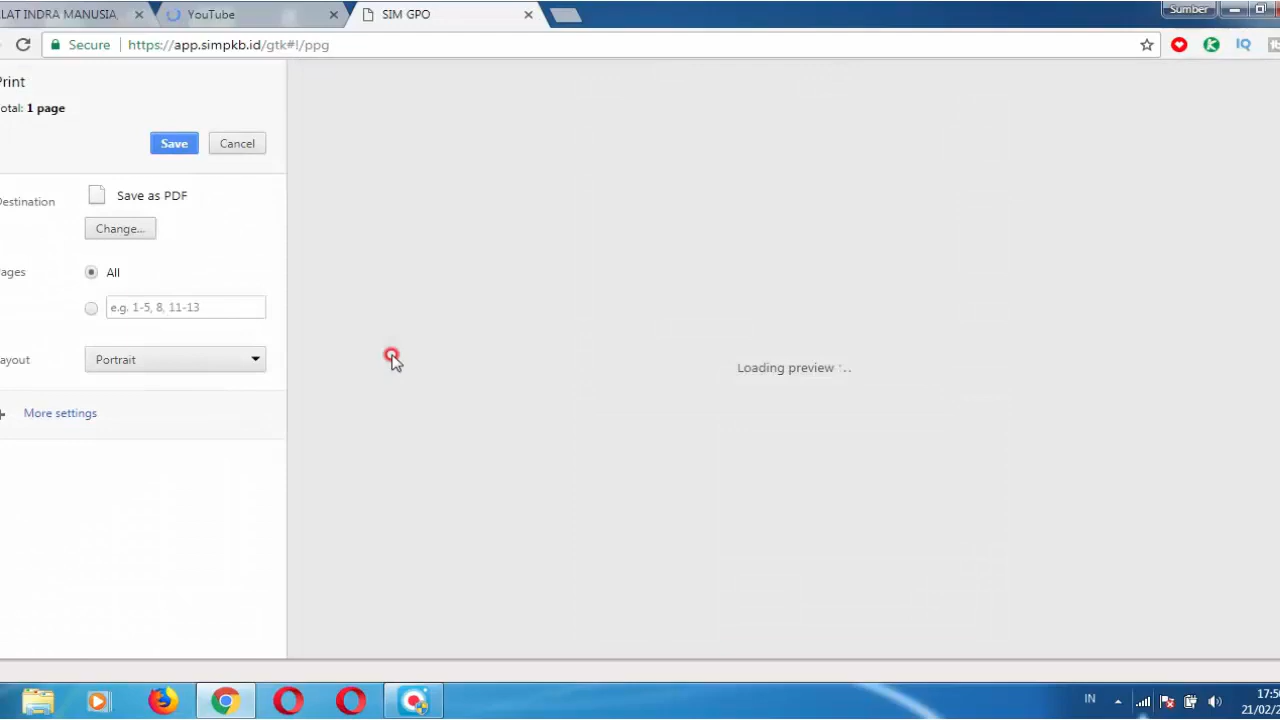 LAT INDRA MANUSIA, YouTube SIM GPO Sumber
Secure https://app.simpkb.id/gtk#!/ppg IQ
Print
otal: 1 page
Save Cancel
Destination Save as PDF
Change...
ages All
e.g. 1-5, 8, 11-13
ayout Portrait
Loading preview
More settings
IN 17:5
21/02/2